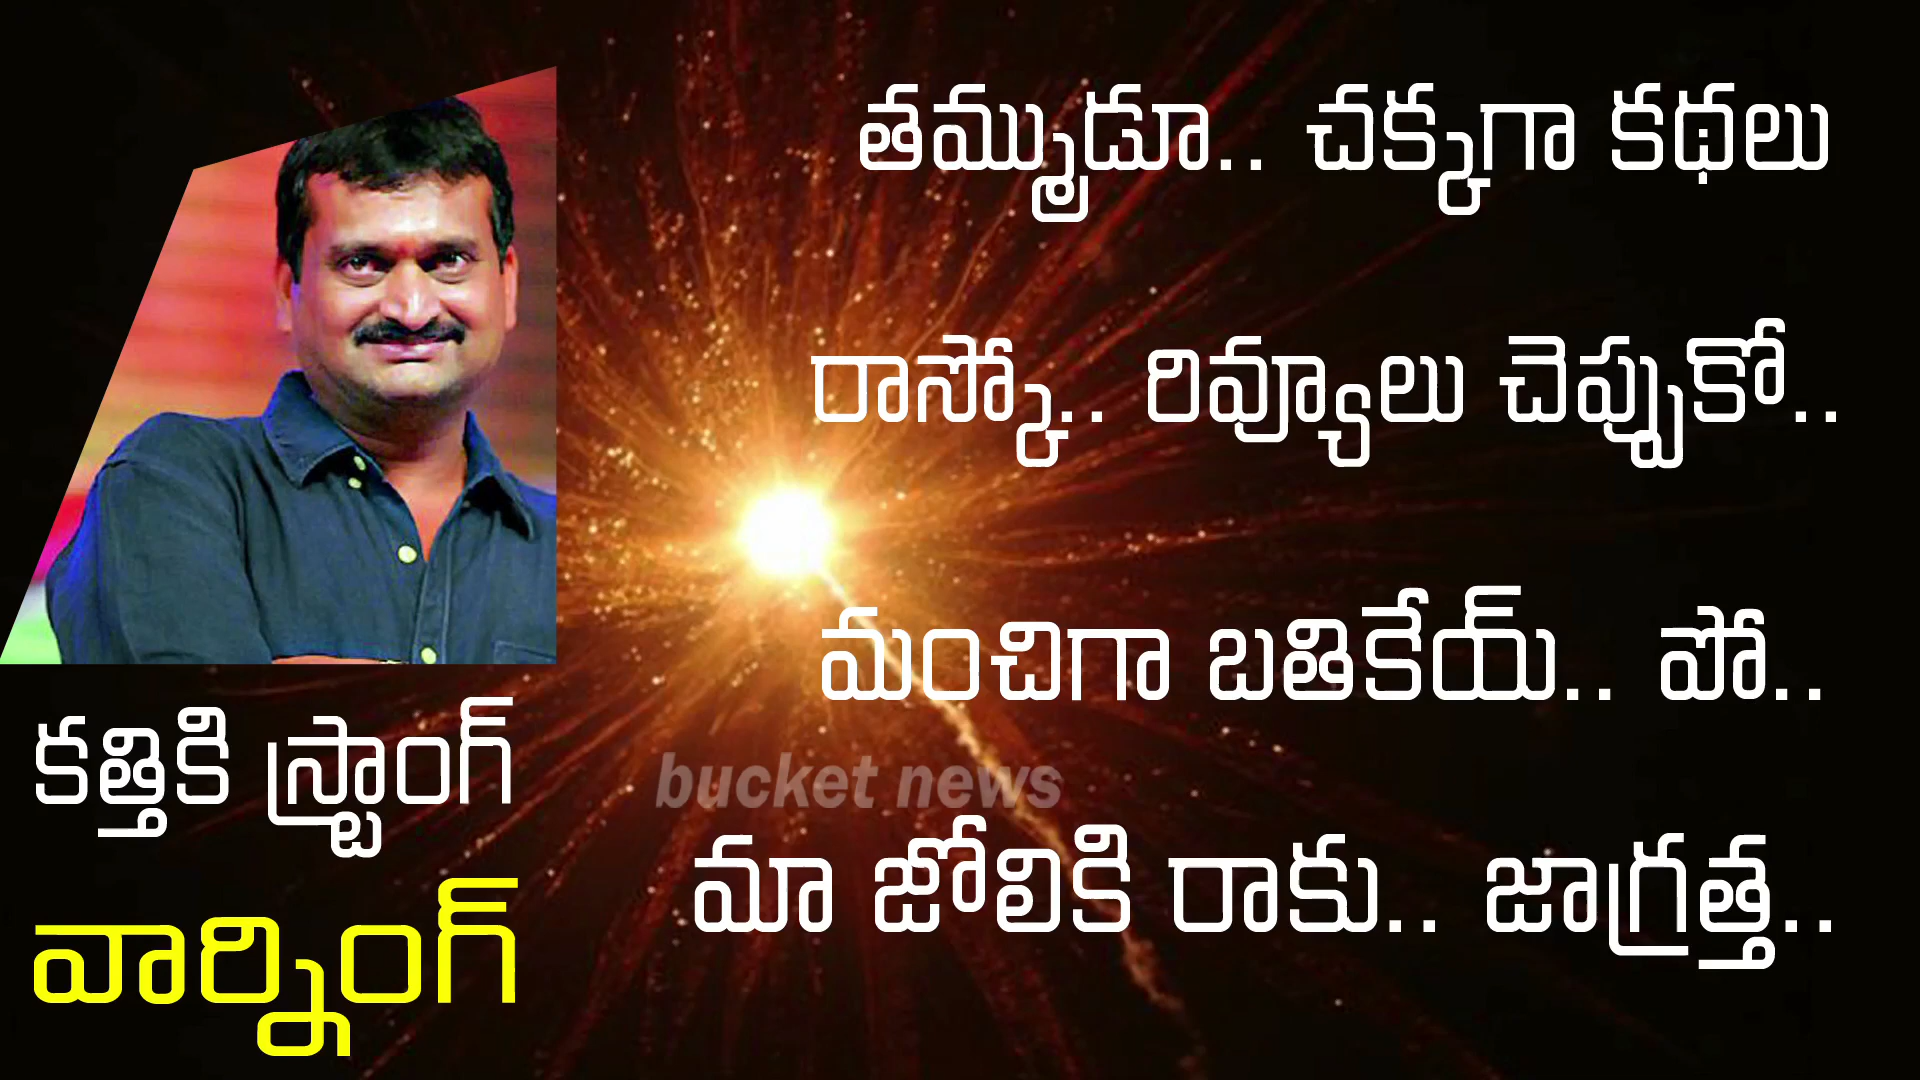 తమ్ముడూ.. చక్కగా కథలు
రాస్కో.. రివ్యూలు చెప్పుకో..
మంచిగా బతికేయ్.. పో..
మా జోలికి రాకు.. జాగ్రత్త..
కత్తికి స్ట్రాంగ్
వార్నింగ్
bucket news